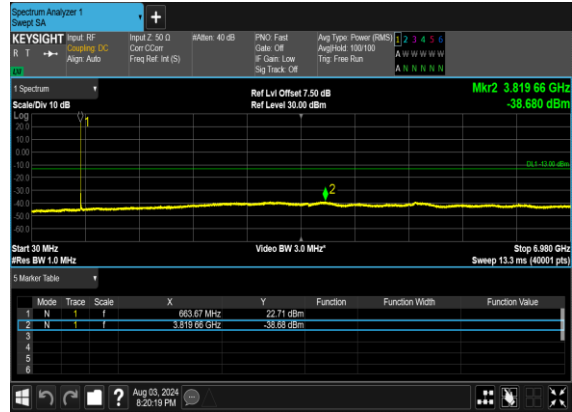 Spectrum Analyzer 1
Swept SA
+
KEYSIGHT
R T
Input: RF
Coupling: DC
Align: Auto
Input Z: 50 Ω
Corr CCorr
Freq Ref: Int (S)
#Atten: 40 dB
PNO: Fast
Gate: Off
IF Gain: Low
Sig Track: Off
Avg Type: Power (RMS)
Avg|Hold: 100/100
Trig: Free Run
1 2 3 4 5 6
A W W W W W
A N N N N N
1 Spectrum
Scale/Div 10 dB
Ref Lvl Offset 7.50 dB
Ref Level 30.00 dBm
Mkr2 3.819 66 GHz
-38.680 dBm
Log
20.0
10.0
0.00
-10.0
-20.0
-30.0
-40.0
-50.0
-60.0
1
2
DL1 -13.00 dBm
Start 30 MHz
#Res BW 1.0 MHz
Video BW 3.0 MHz*
Stop 6.980 GHz
Sweep 13.3 ms (40001 pts)
5 Marker Table
Mode Trace Scale X Y Function Function Width Function Value
1 N 1 f 663.67 MHz 22.71 dBm
2 N 1 f 3.819 66 GHz -38.68 dBm
3
4
5
6
?
Aug 03, 2024
8:20:19 PM